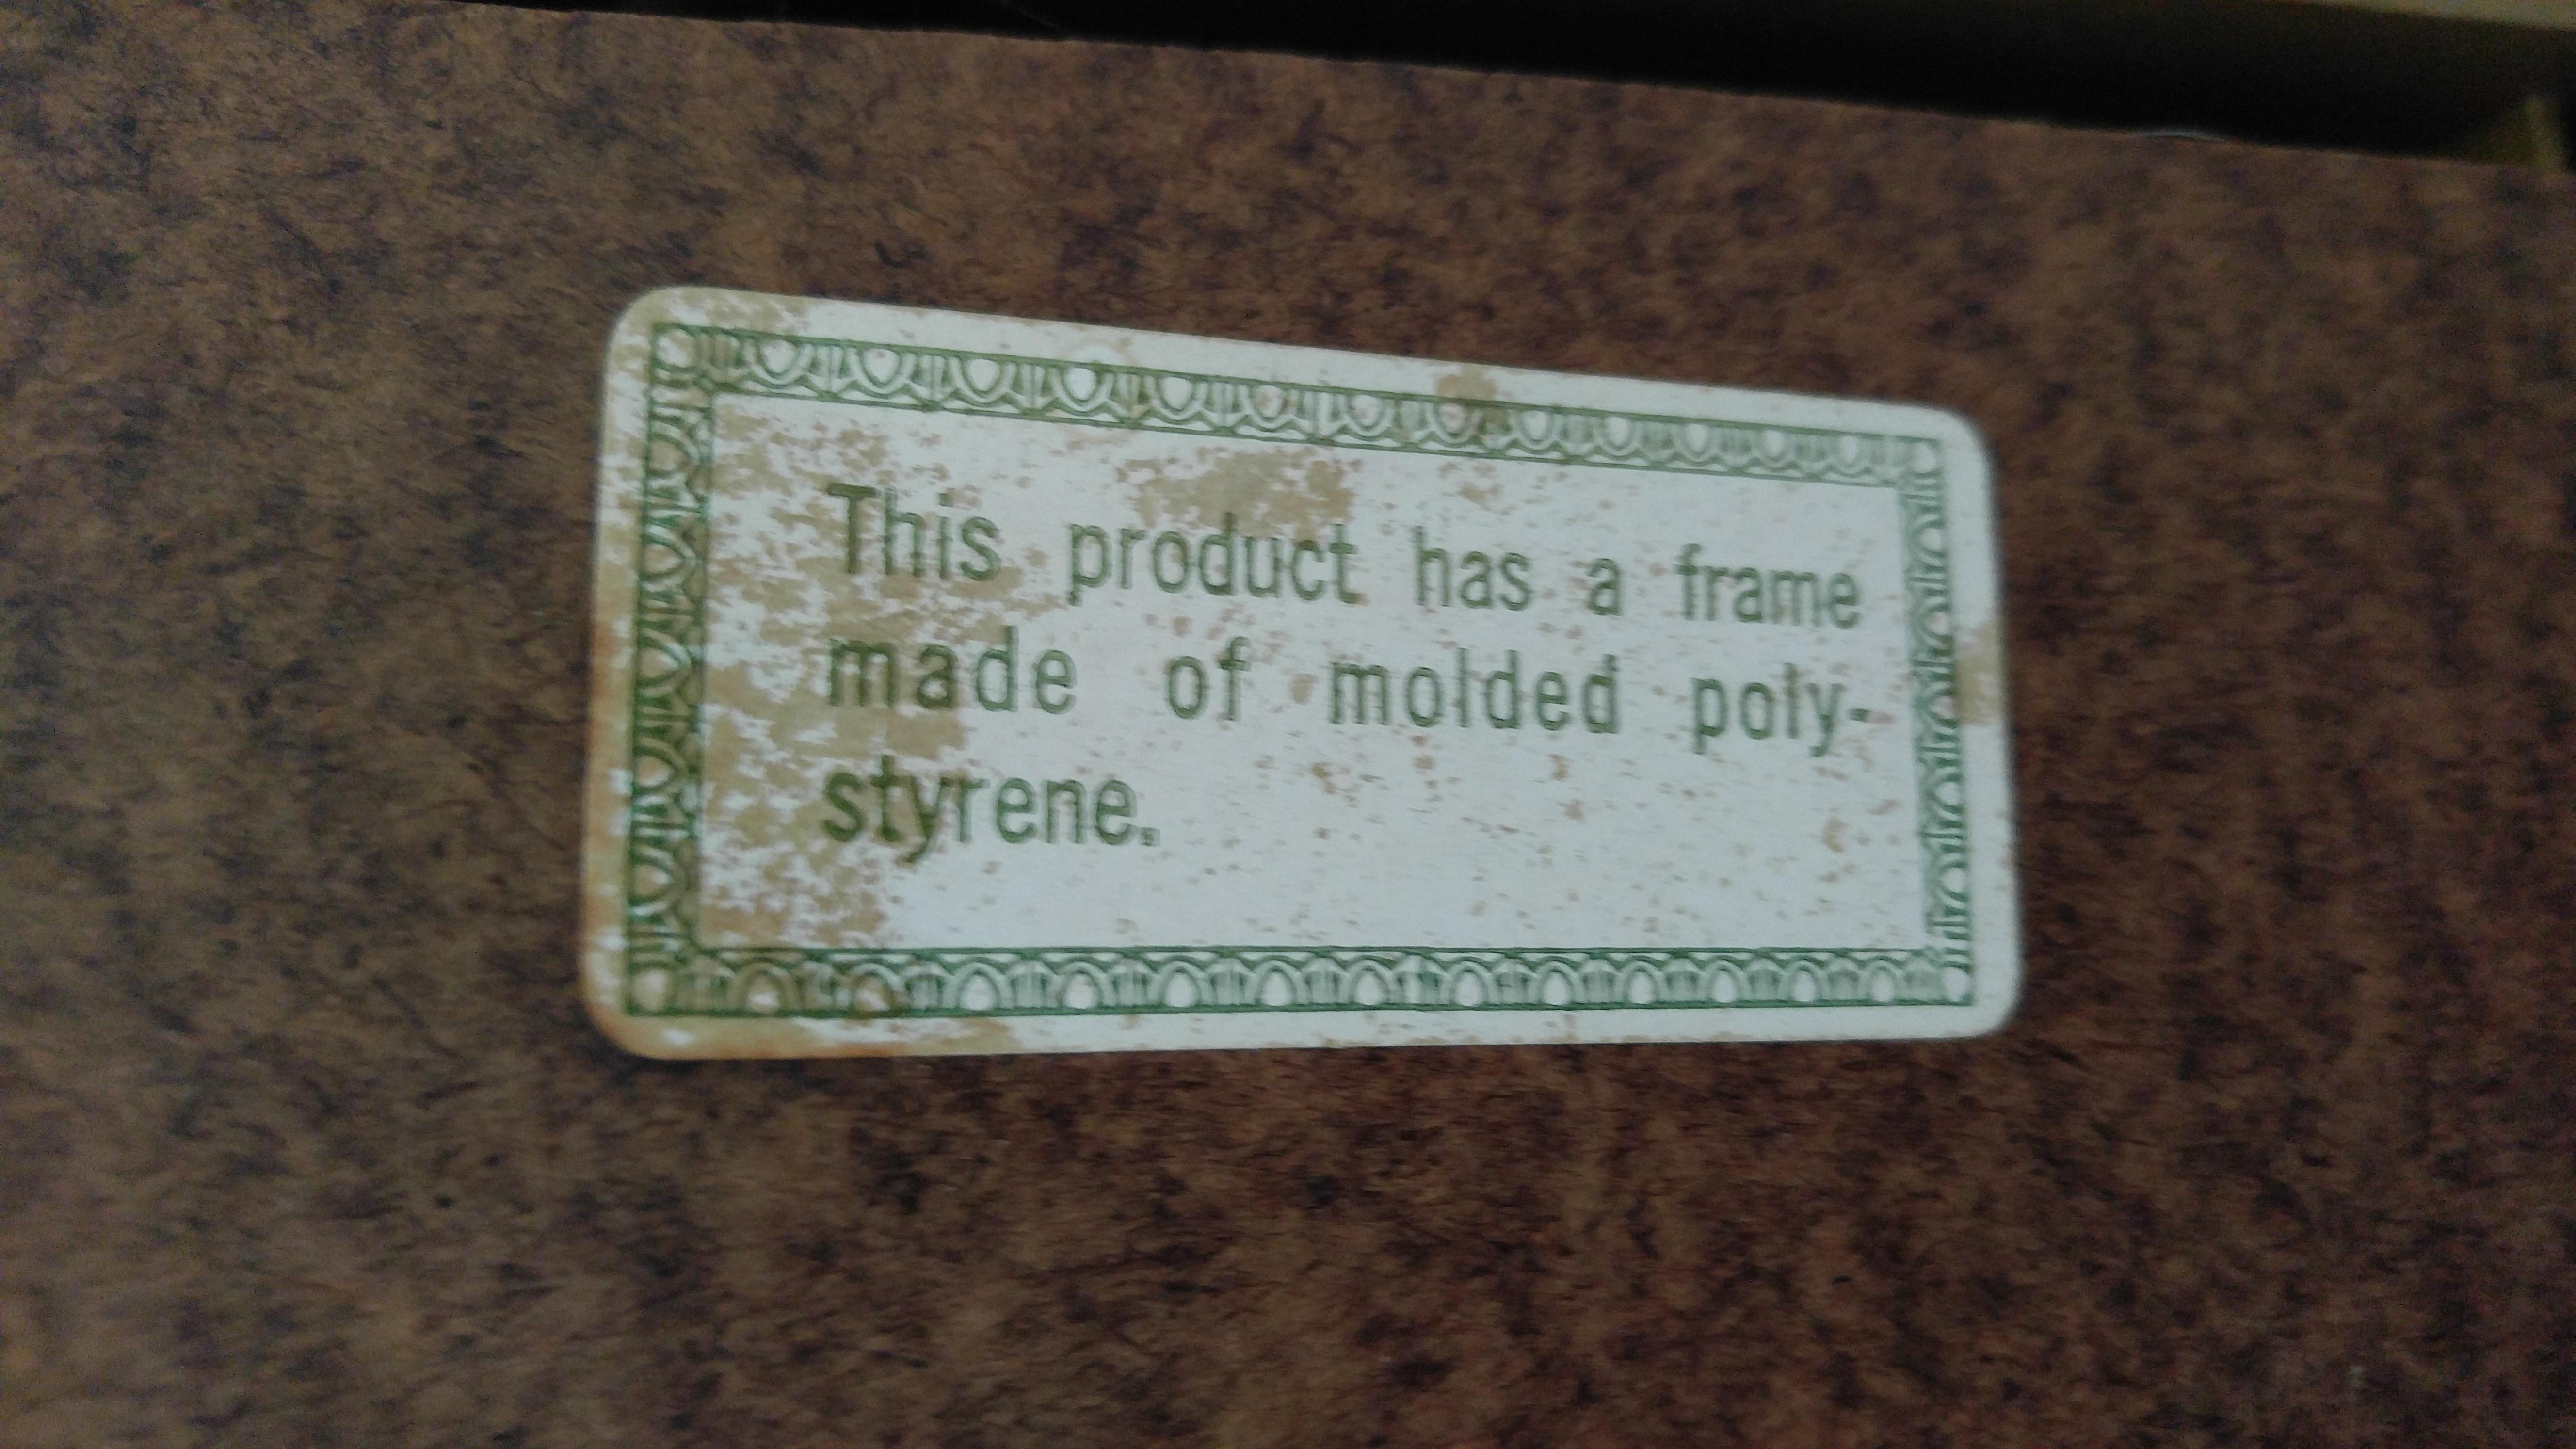 This product has a frame
made of molded poly-
styrene.